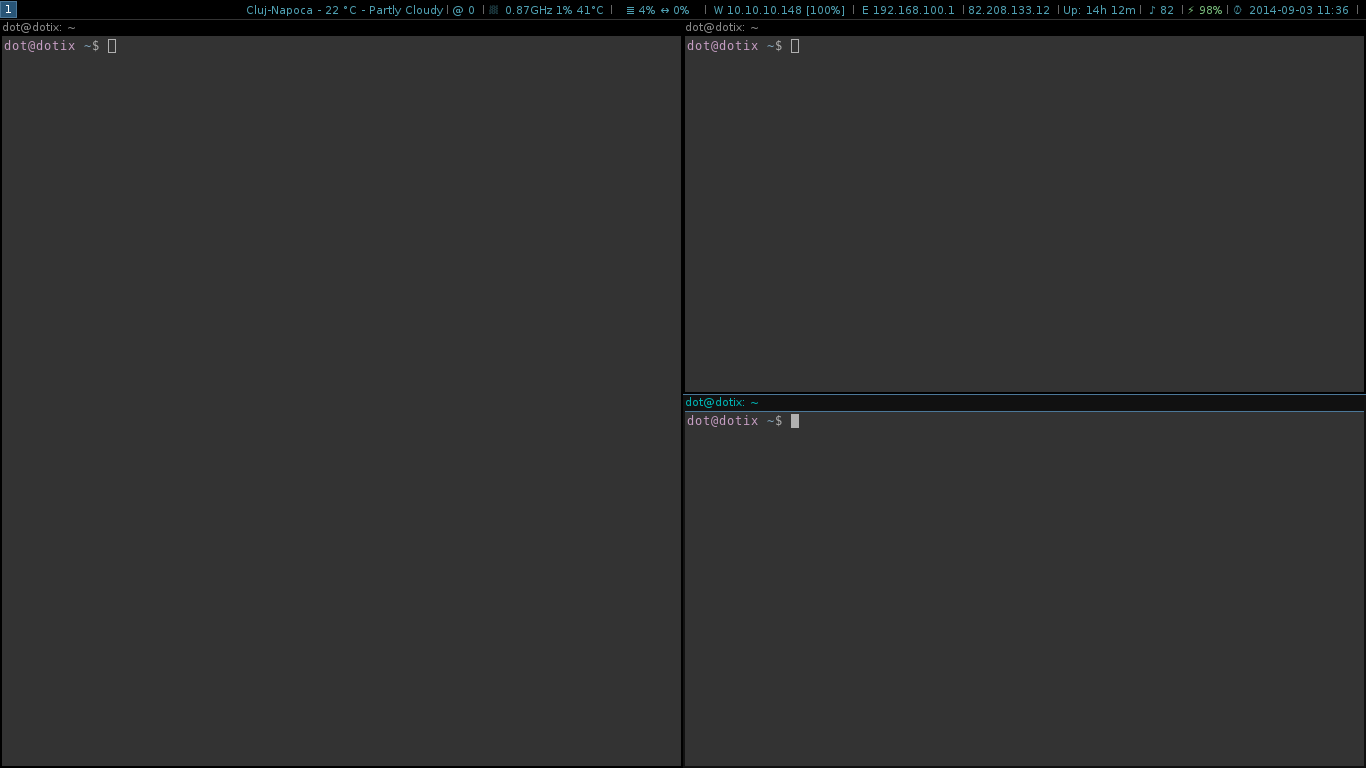 1 Cluj-Napoca - 22 °C - Partly Cloudy | @ 0 | ▒ 0.87GHz 1% 41°C | ≣ 4% ↔ 0% | W 10.10.10.148 [100%] | E 192.168.100.1 | 82.208.133.12 | Up: 14h 12m | ♪ 82 | ⚡ 98% | ⏱ 2014-09-03 11:36 |
dot@dotix: ~
dot@dotix ~$
dot@dotix: ~
dot@dotix ~$
dot@dotix: ~
dot@dotix ~$